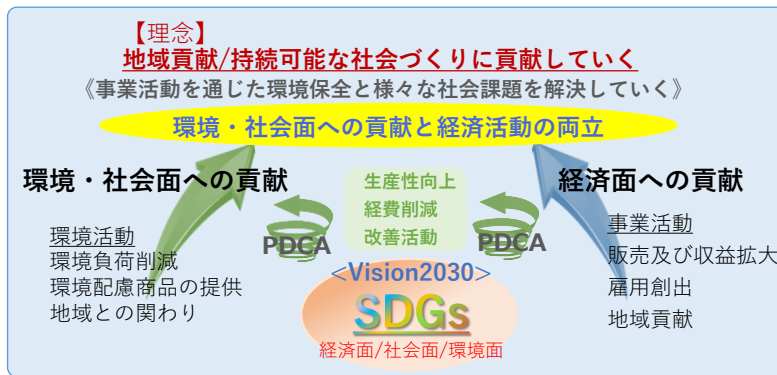 【理念】
地域貢献/持続可能な社会づくりに貢献していく
《事業活動を通じた環境保全と様々な社会課題を解決していく》
環境・社会面への貢献と経済活動の両立
環境・社会面への貢献
環境活動
環境負荷削減
環境配慮商品の提供
地域との関わり
PDCA
生産性向上
経費削減
改善活動
PDCA
経済面への貢献
事業活動
販売及び収益拡大
雇用創出
地域貢献
<Vision2030>
SDGs
経済面/社会面/環境面